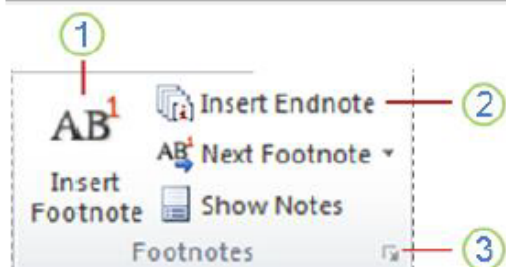 1
AB1
Insert Endnote
2
AB1 Next Footnote
Insert
Footnote
Show Notes
Footnotes
3